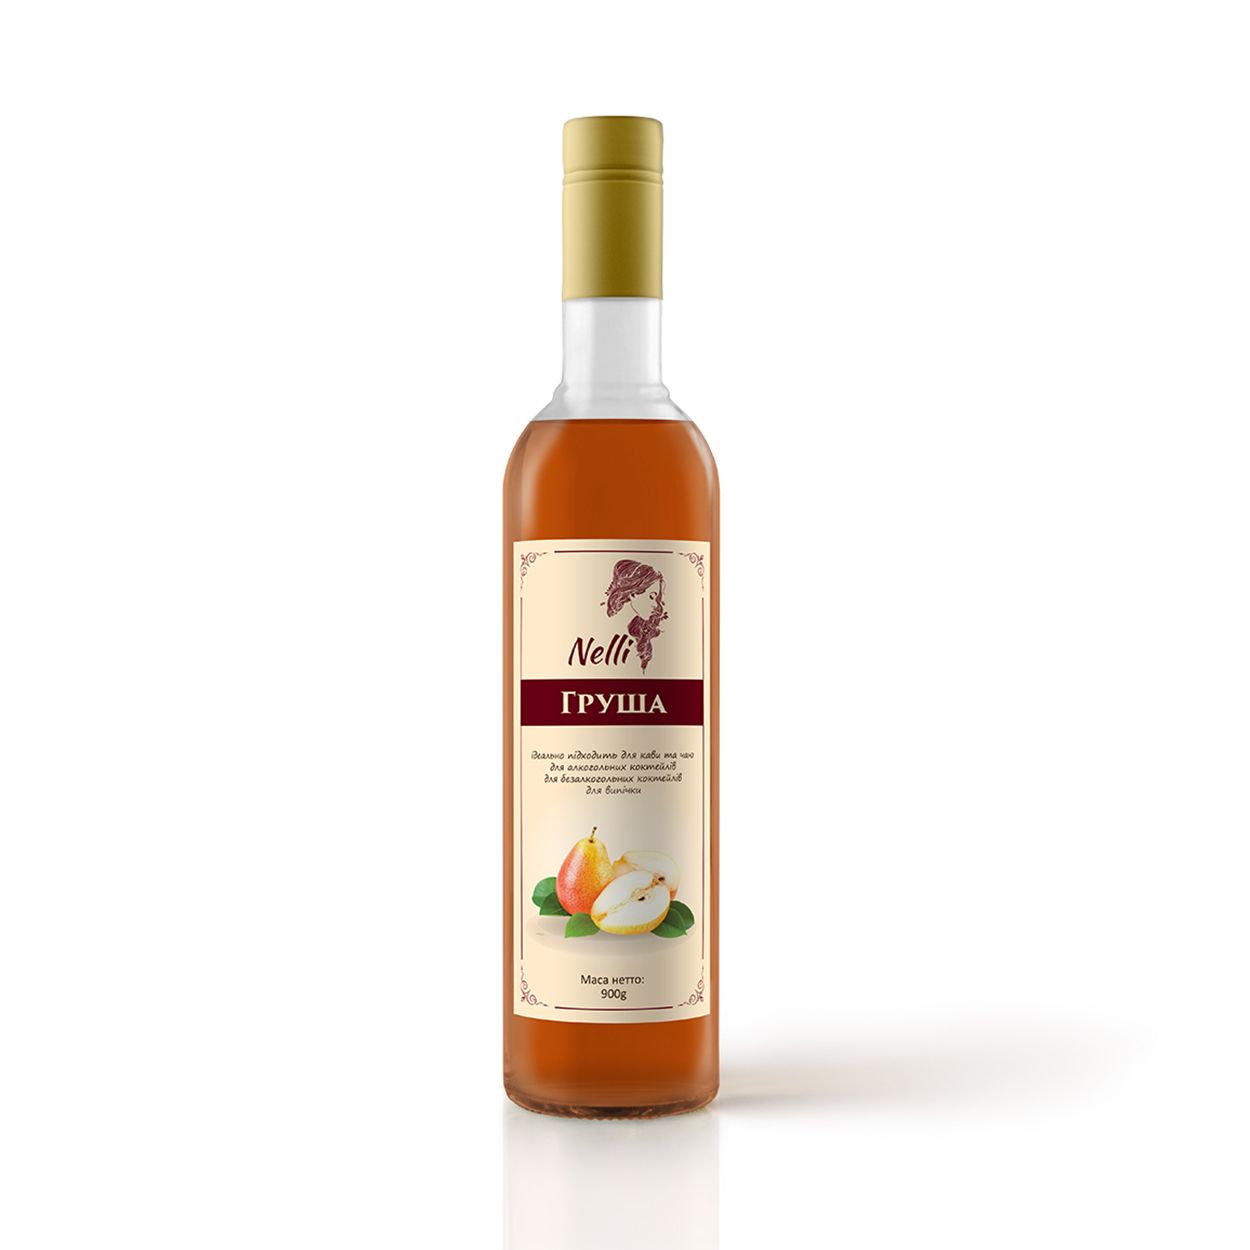 Nelli
ГРУША
ідеально підходить для кави та чаю
для алкогольних коктейлів
для безалкогольних коктейлів
для випічки
Маса нетто:
900g